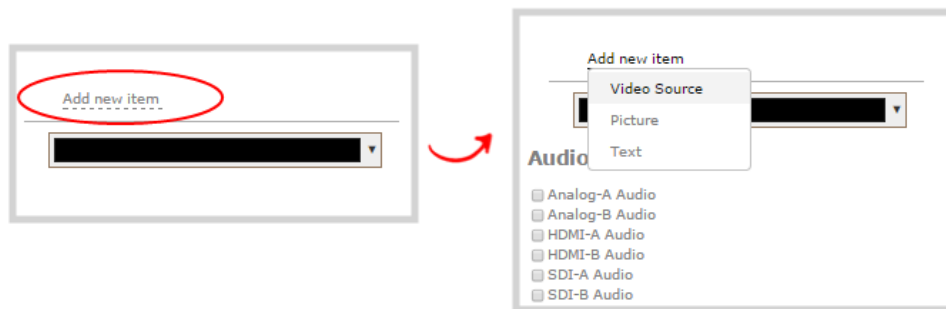 Add new item
Add new item
Video Source
Picture
Text
Audio
Analog-A Audio
Analog-B Audio
HDMI-A Audio
HDMI-B Audio
SDI-A Audio
SDI-B Audio